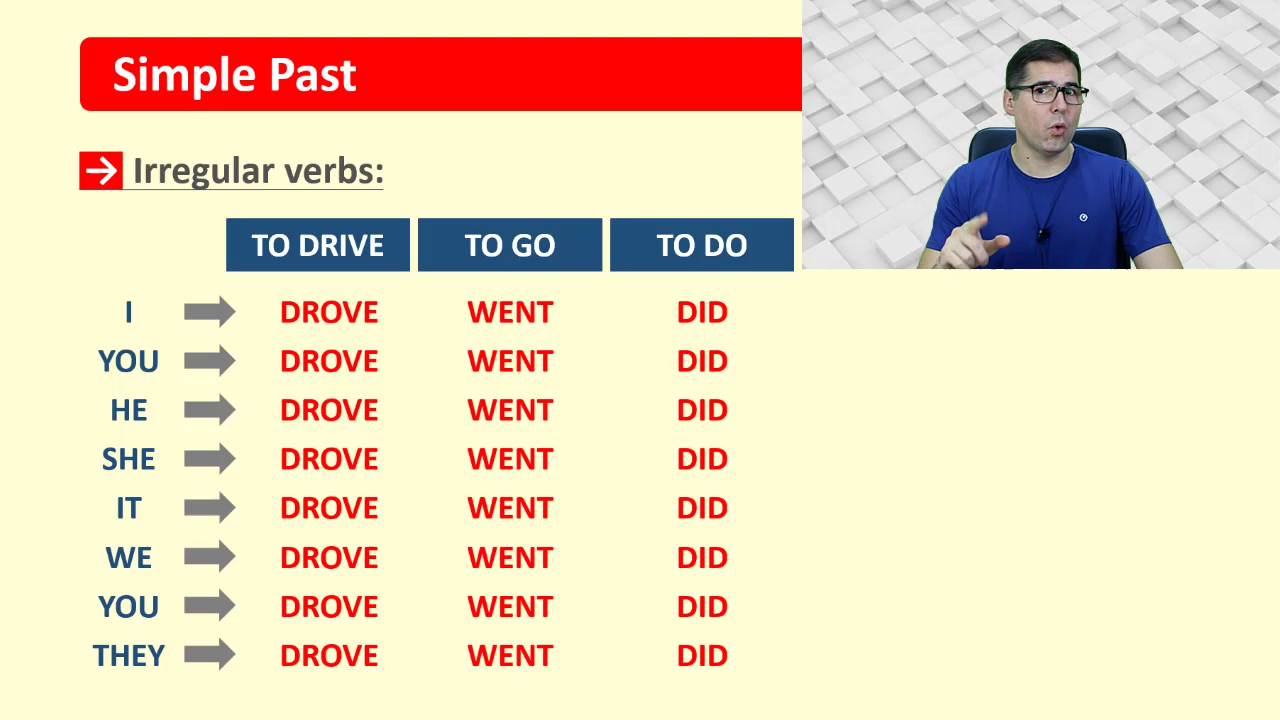 Simple Past
Irregular verbs:
TO DRIVE TO GO TO DO
I DROVE WENT DID
YOU DROVE WENT DID
HE DROVE WENT DID
SHE DROVE WENT DID
IT DROVE WENT DID
WE DROVE WENT DID
YOU DROVE WENT DID
THEY DROVE WENT DID